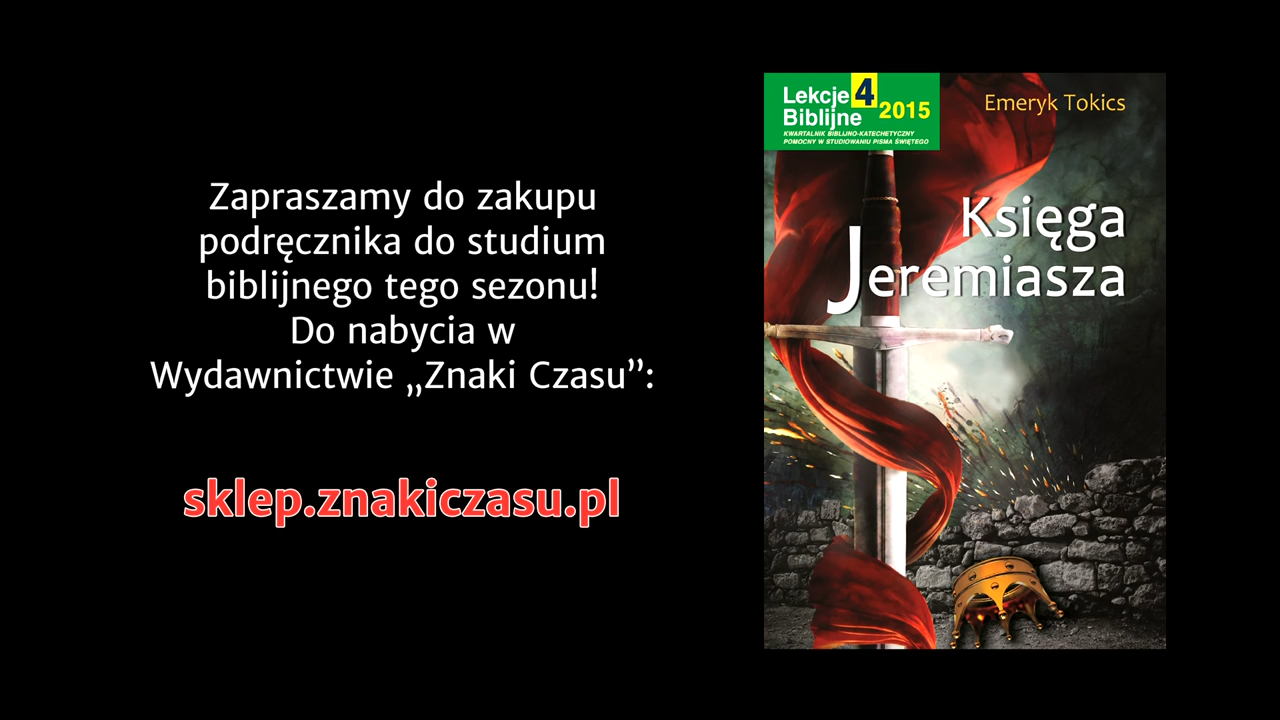 Zapraszamy do zakupu
podręcznika do studium
biblijnego tego sezonu!
Do nabycia w
Wydawnictwie „Znaki Czasu”:
sklep.znakiczasu.pl
Lekcje 4 2015
Biblijne
KWARTALNIK BIBLIJNO-KATECHETYCZNY
POMOCNY W STUDIOWANIU PISMA ŚWIĘTEGO
Emeryk Tokics
Księga
Jeremiasza